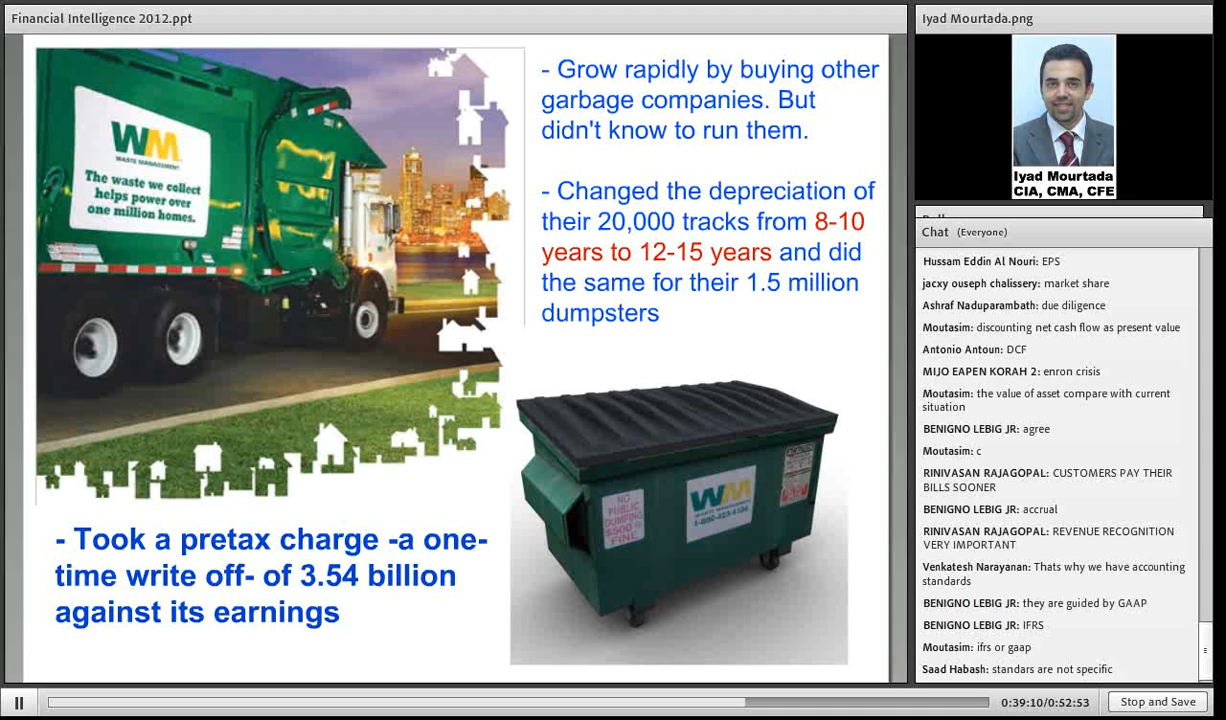 Financial Intelligence 2012.ppt
WM
WASTE MANAGEMENT
The waste we collect
helps power over
one million homes.
- Grow rapidly by buying other
garbage companies. But
didn't know to run them.
- Changed the depreciation of
their 20,000 tracks from 8-10
years to 12-15 years and did
the same for their 1.5 million
dumpsters
- Took a pretax charge -a one-
time write off- of 3.54 billion
against its earnings
NO
PUBLIC
DUMPING
$500
FINE
WM
WASTE MANAGEMENT
Iyad Mourtada.png
Iyad Mourtada
CIA, CMA, CFE
Chat (Everyone)
Hussam Eddin Al Nouri: EPS
jacxy ouseph chalissery: market share
Ashraf Naduparambath: due diligence
Moutasim: discounting net cash flow as present value
Antonio Antoun: DCF
MIJO EAPEN KORAH 2: enron crisis
Moutasim: the value of asset compare with current
situation
BENIGNO LEBIG JR: agree
Moutasim: c
RINIVASAN RAJAGOPAL: CUSTOMERS PAY THEIR
BILLS SOONER
BENIGNO LEBIG JR: accrual
RINIVASAN RAJAGOPAL: REVENUE RECOGNITION
VERY IMPORTANT
Venkatesh Narayanan: Thats why we have accounting
standards
BENIGNO LEBIG JR: they are guided by GAAP
BENIGNO LEBIG JR: IFRS
Moutasim: ifrs or gaap
Saad Habash: standars are not specific
0:39:10/0:52:53
Stop and Save